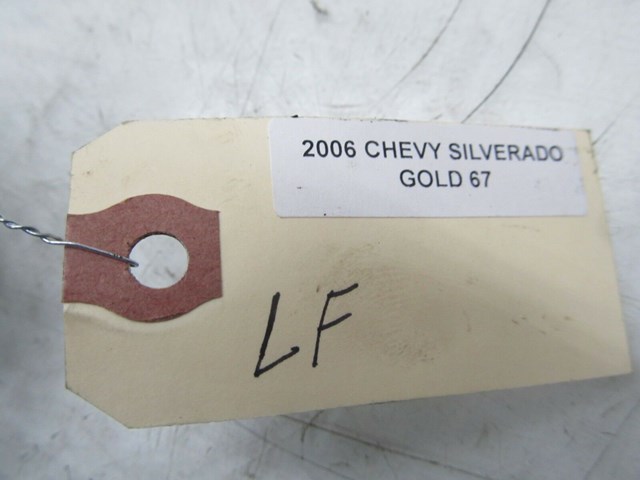 2006 CHEVY SILVERADO
GOLD 67
LF